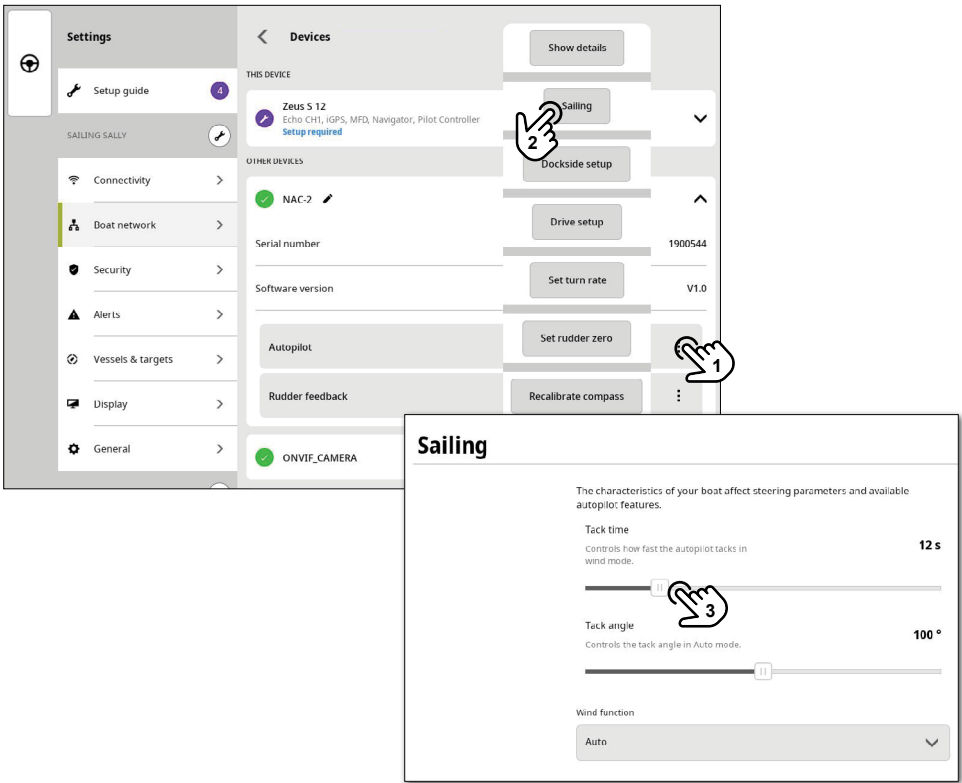 Settings
Setup guide
4
SAILING SALLY
Connectivity
Boat network
Security
Alerts
Vessels & targets
Display
General
Devices
THIS DEVICE
Zeus S 12
Echo CH1, iGPS, MFD, Navigator, Pilot Controller
Setup required
OTHER DEVICES
NAC-2
Serial number
1900544
Software version
V1.0
Autopilot
1
Rudder feedback
ONVIF_CAMERA
Show details
Sailing
2
Dockside setup
Drive setup
Set turn rate
Set rudder zero
Recalibrate compass
Sailing
The characteristics of your boat affect steering parameters and available
autopilot features.
Tack time
Controls how fast the autopilot tacks in
wind mode.
12 s
3
Tack angle
Controls the tack angle in Auto mode.
100 °
Wind function
Auto